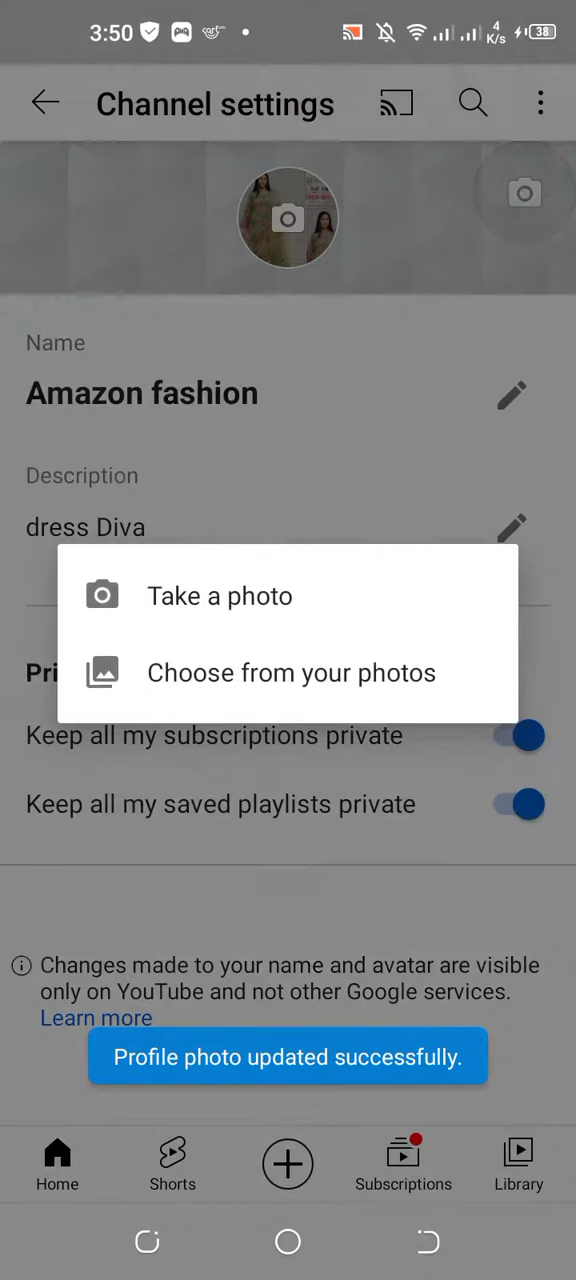 3:50 4 K/s 38
Channel settings
Name
Amazon fashion
Description
dress Diva
Take a photo
Choose from your photos
Pri
Keep all my subscriptions private
Keep all my saved playlists private
Changes made to your name and avatar are visible
only on YouTube and not other Google services.
Learn more
Profile photo updated successfully.
Home Shorts Subscriptions Library